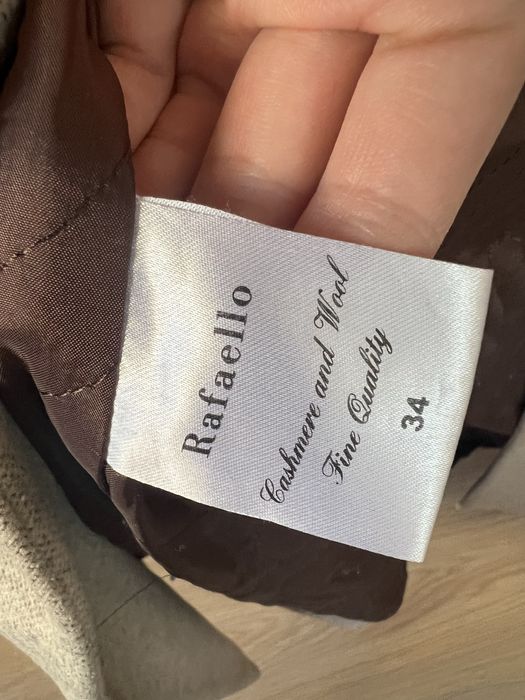 Rafaello
Cashmere and Wool
Fine Quality
34